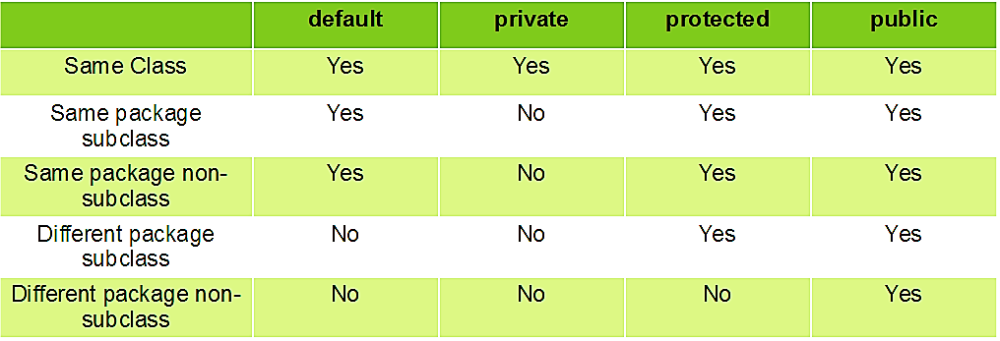 default private protected public
Same Class Yes Yes Yes Yes
Same package
subclass Yes No Yes Yes
Same package non-
subclass Yes No Yes Yes
Different package
subclass No No Yes Yes
Different package non-
subclass No No No Yes